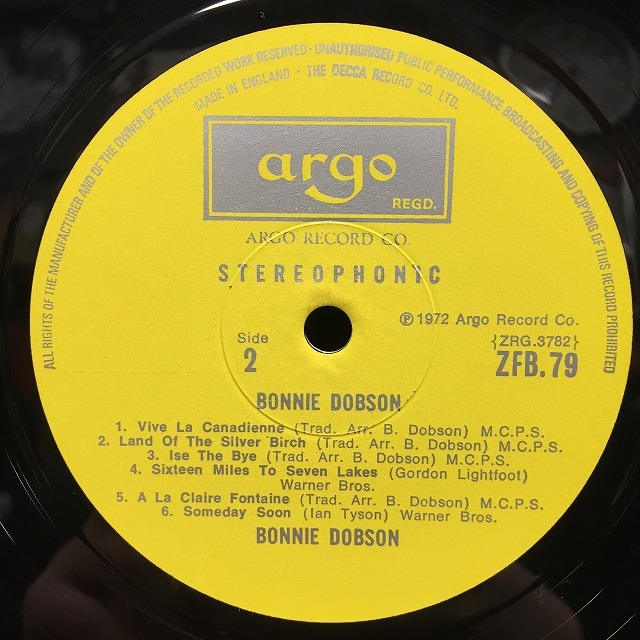 ALL RIGHTS OF THE MANUFACTURER AND OF THE OWNER OF THE RECORDED WORK RESERVED · UNAUTHORISED PUBLIC PERFORMANCE BROADCASTING AND COPYING OF THIS RECORD PROHIBITED
MADE IN ENGLAND · THE DECCA RECORD CO. LTD.
argo
REGD.
ARGO RECORD CO.
STEREOPHONIC
Ⓟ 1972 Argo Record Co.
Side
2
{ZRG.3782}
ZFB.79
BONNIE DOBSON
1. Vive La Canadienne (Trad. Arr. B. Dobson) M.C.P.S.
2. Land Of The Silver Birch (Trad. Arr. B. Dobson) M.C.P.S.
3. Ise The Bye (Trad. Arr. B. Dobson) M.C.P.S.
4. Sixteen Miles To Seven Lakes (Gordon Lightfoot)
Warner Bros.
5. A La Claire Fontaine (Trad. Arr. B. Dobson) M.C.P.S.
6. Someday Soon (Ian Tyson) Warner Bros.
BONNIE DOBSON